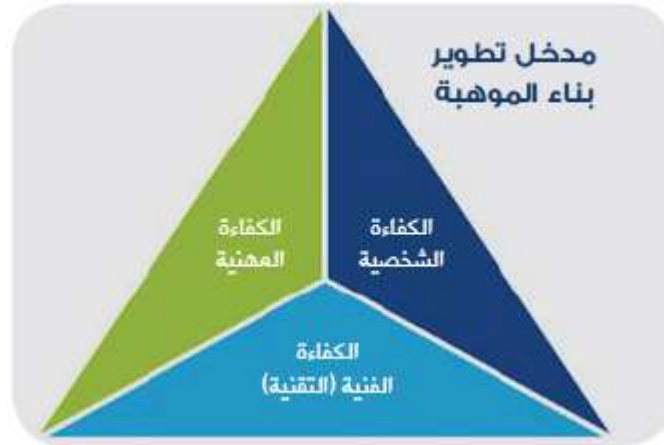 مدخل تطوير
بناء الموهبة
الكفاءة
الشخصية
الكفاءة
المهنية
الكفاءة
الفنية (التقنية)